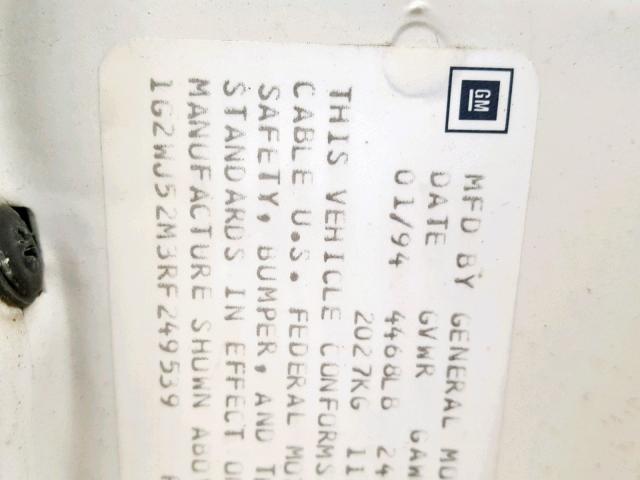 GM
MFD BY GENERAL MO
DATE GVWR GAW
01/94 4468LB 24
2027KG 11
THIS VEHICLE CONFORMS
CABLE U.S. FEDERAL MO
SAFETY, BUMPER, AND T
STANDARDS IN EFFECT O
MANUFACTURE SHOWN ABO
1G2WJ52M3RF249539